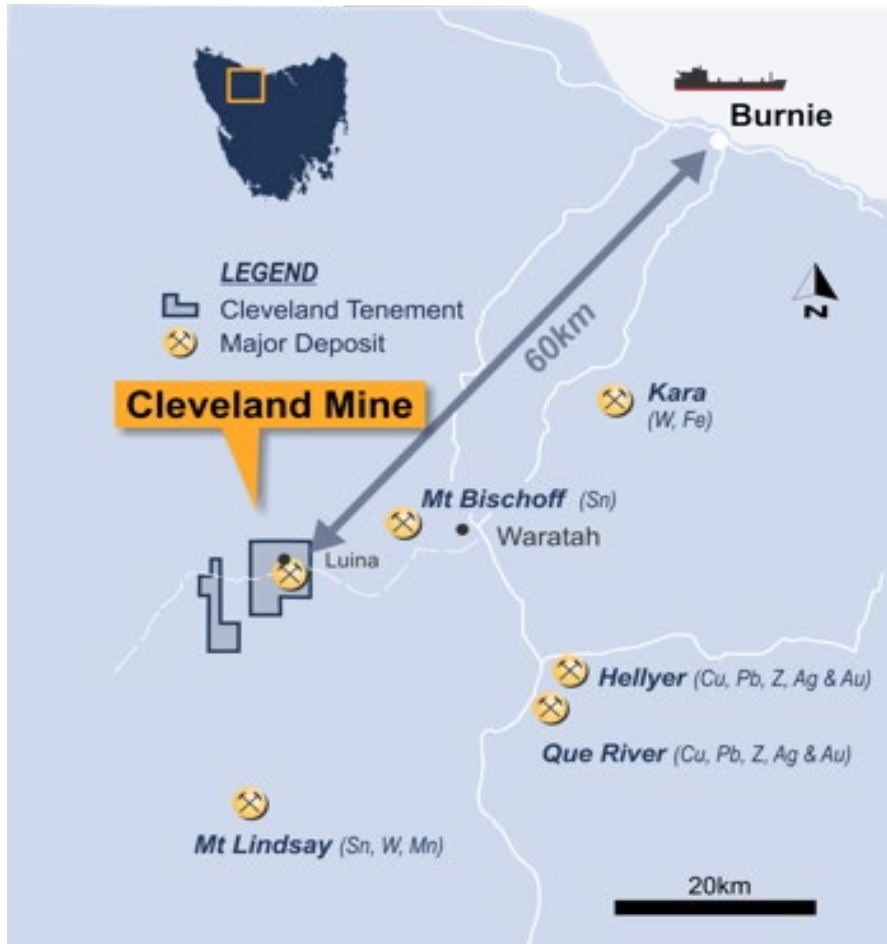 Burnie
LEGEND
Cleveland Tenement
Major Deposit
60km
N
Cleveland Mine
Kara
(W, Fe)
Mt Bischoff (Sn)
Waratah
Luina
Hellyer (Cu, Pb, Z, Ag & Au)
Que River (Cu, Pb, Z, Ag & Au)
Mt Lindsay (Sn, W, Mn)
20km